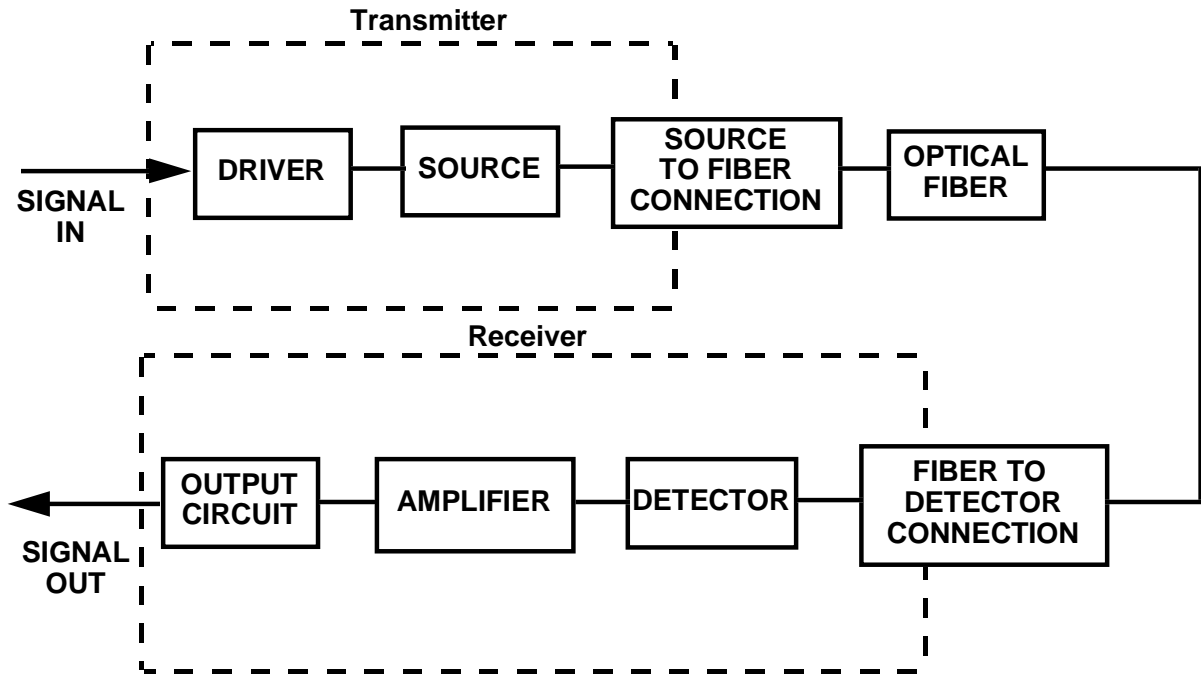 Transmitter
SIGNAL
IN
DRIVER
SOURCE
SOURCE
TO FIBER
CONNECTION
OPTICAL
FIBER
Receiver
SIGNAL
OUT
OUTPUT
CIRCUIT
AMPLIFIER
DETECTOR
FIBER TO
DETECTOR
CONNECTION